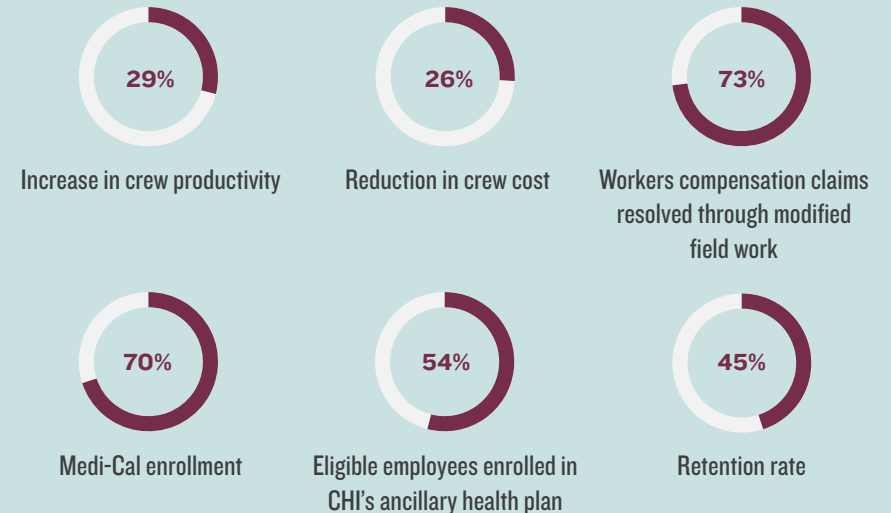 29%
26%
73%
Increase in crew productivity
Reduction in crew cost
Workers compensation claims
resolved through modified
field work
70%
54%
45%
Medi-Cal enrollment
Eligible employees enrolled in
CHI's ancillary health plan
Retention rate